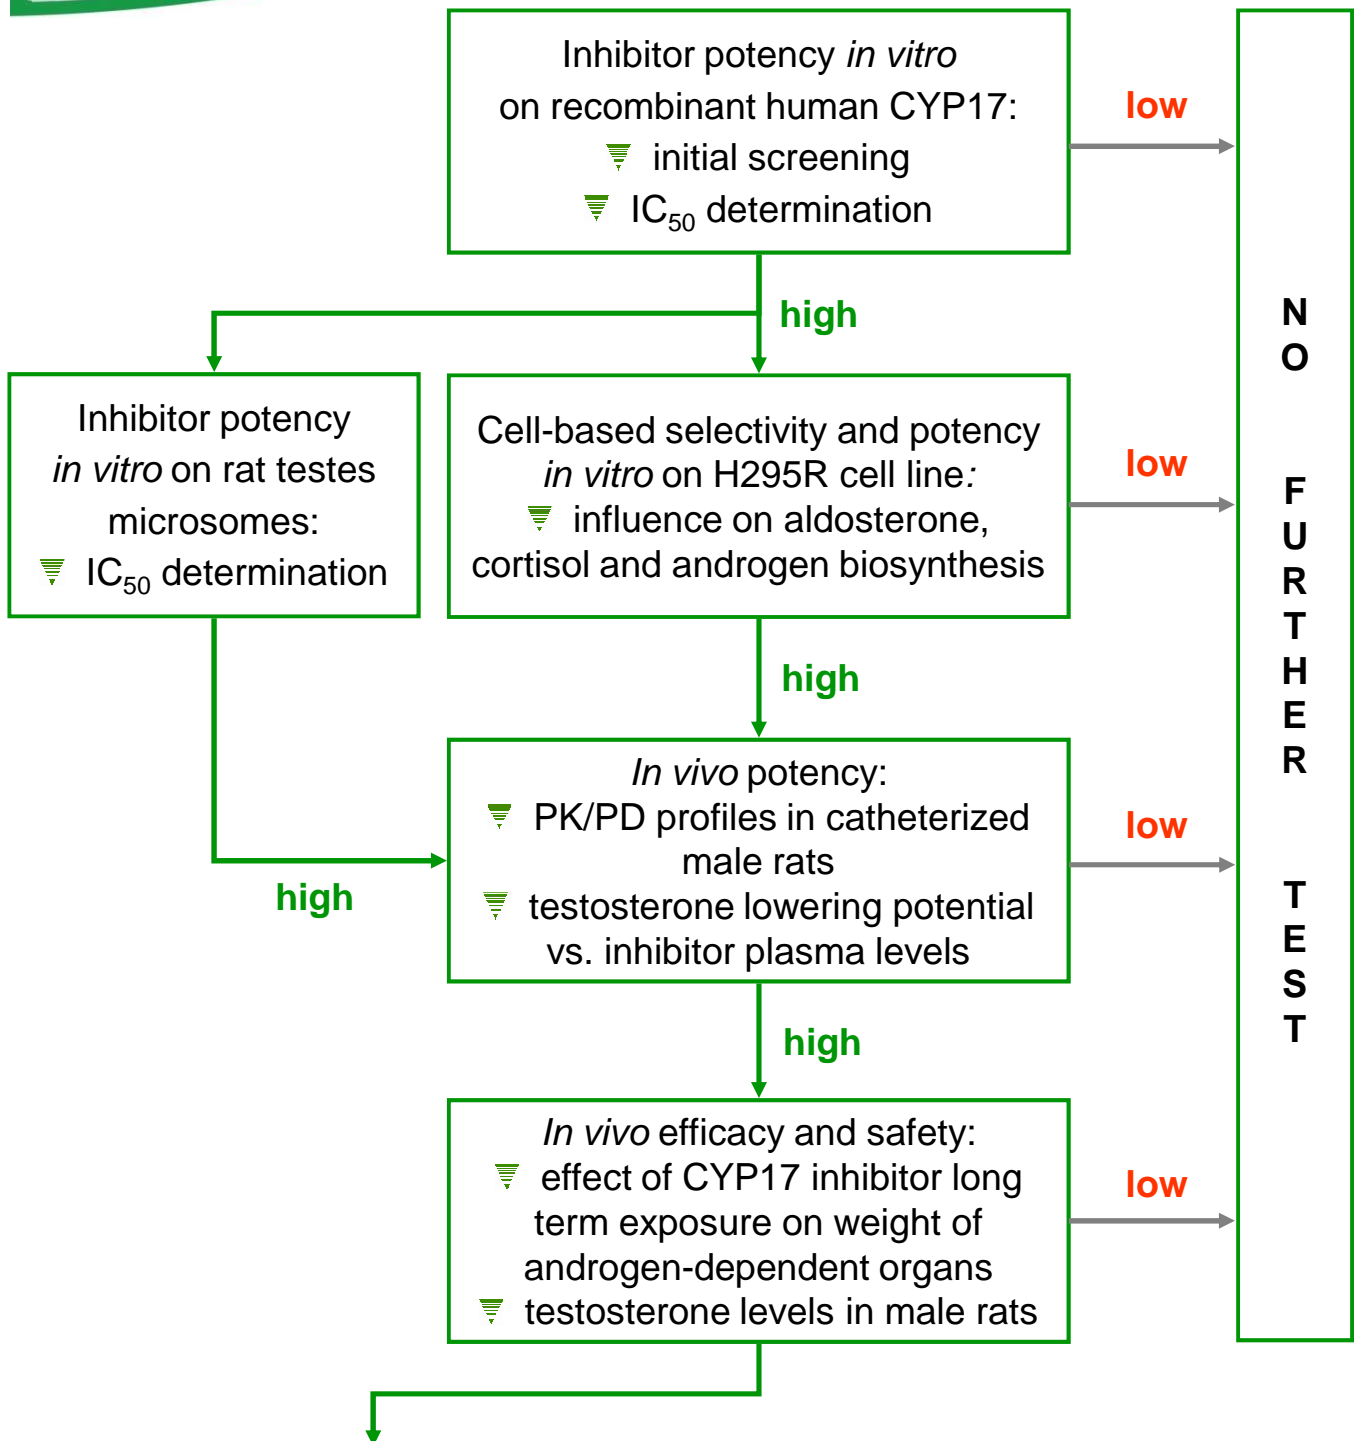 Inhibitor potency in vitro
on recombinant human CYP17:
initial screening
IC50 determination
low
high
Inhibitor potency
in vitro on rat testes
microsomes:
IC50 determination
Cell-based selectivity and potency
in vitro on H295R cell line:
influence on aldosterone,
cortisol and androgen biosynthesis
low
high
high
In vivo potency:
PK/PD profiles in catheterized
male rats
testosterone lowering potential
vs. inhibitor plasma levels
low
high
In vivo efficacy and safety:
effect of CYP17 inhibitor long
term exposure on weight of
androgen-dependent organs
testosterone levels in male rats
low
NO
FURTHER
TEST